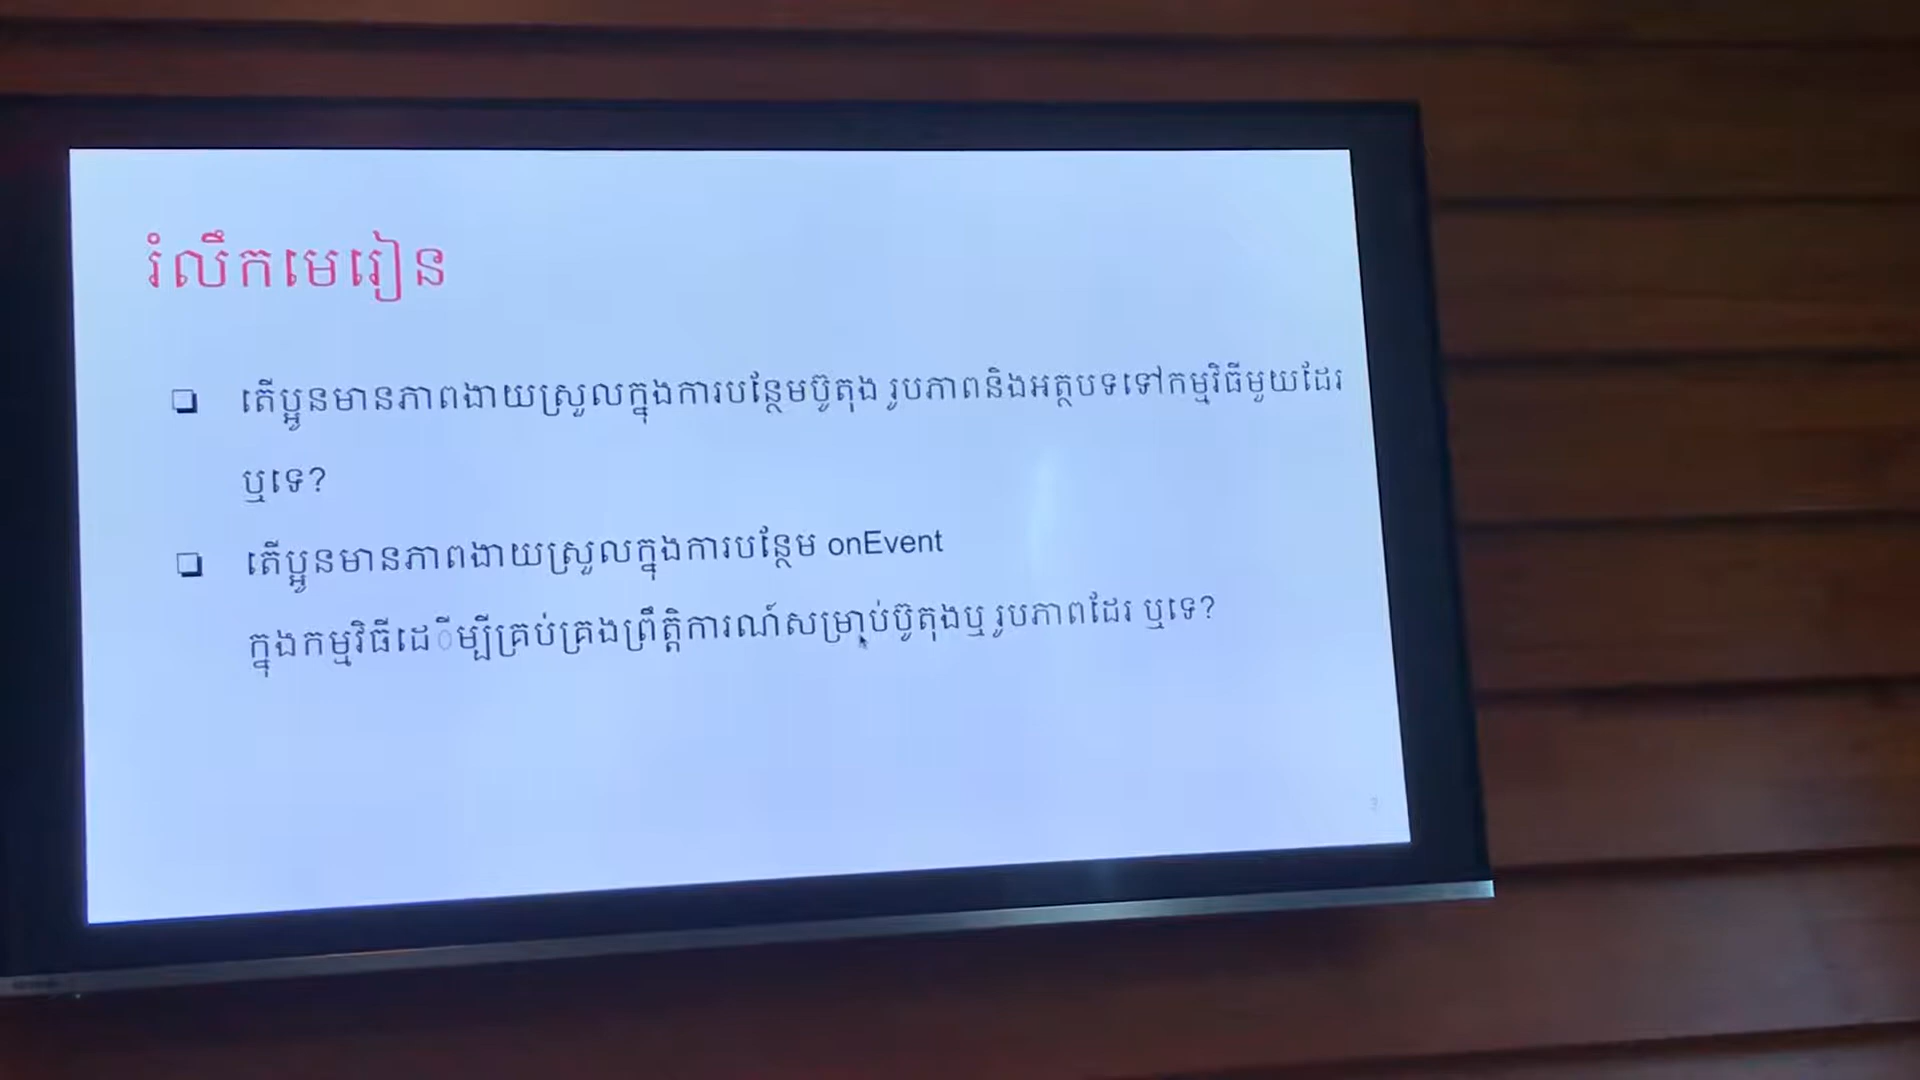 រំលឹកមេរៀន
❑ តើប្អូនមានភាពងាយស្រួលក្នុងការបន្ថែមប៊ូតុង រូបភាពនិងអត្ថបទទៅកម្មវិធីមួយដែរ
ឬទេ?
❑ តើប្អូនមានភាពងាយស្រួលក្នុងការបន្ថែម onEvent
ក្នុងកម្មវិធីដេីម្បីគ្រប់គ្រងព្រឹត្តិការណ៍សម្រាប់ប៊ូតុងឬ រូបភាពដែរ ឬទេ?